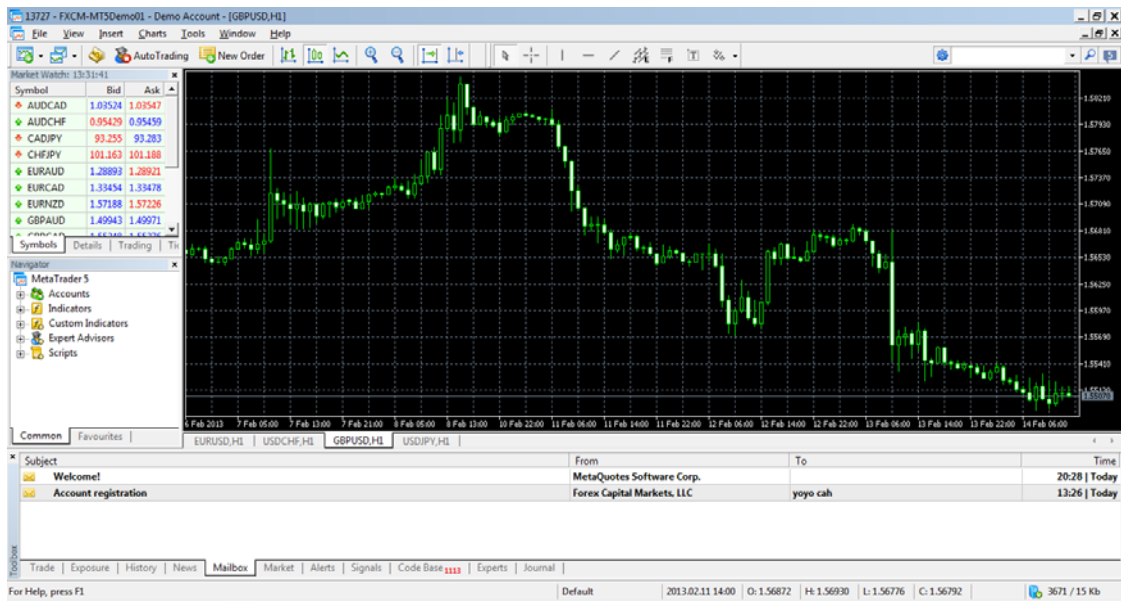 13727 - FXCM-MT5Demo01 - Demo Account - [GBPUSD,H1]
File View Insert Charts Tools Window Help
AutoTrading New Order
Market Watch: 13:31:41
Symbol Bid Ask
AUDCAD 1.03524 1.03547
AUDCHF 0.95429 0.95459
CADJPY 93.255 93.283
CHFJPY 101.163 101.188
EURAUD 1.28893 1.28921
EURCAD 1.33454 1.33478
EURNZD 1.57188 1.57226
GBPAUD 1.49943 1.49971
Symbols Details Trading
Navigator
MetaTrader 5
Accounts
Indicators
Custom Indicators
Expert Advisors
Scripts
Common Favourites
1.58210
1.57930
1.57650
1.57370
1.57090
1.56810
1.56530
1.56250
1.55970
1.55690
1.55410
1.55130
1.55070
6 Feb 2013 7 Feb 05:00 7 Feb 13:00 7 Feb 21:00 8 Feb 05:00 8 Feb 13:00 10 Feb 22:00 11 Feb 06:00 11 Feb 14:00 11 Feb 22:00 12 Feb 06:00 12 Feb 14:00 12 Feb 22:00 13 Feb 06:00 13 Feb 14:00 13 Feb 22:00 14 Feb 06:00
EURUSD,H1 USDCHF,H1 GBPUSD,H1 USDJPY,H1
Subject From To Time
Welcome! MetaQuotes Software Corp. 20:28 | Today
Account registration Forex Capital Markets, LLC yoyo cah 13:26 | Today
Toolbox
Trade Exposure History News Mailbox Market Alerts Signals Code Base 1113 Experts Journal
For Help, press F1 Default 2013.02.11 14:00 O: 1.56872 H: 1.56930 L: 1.56776 C: 1.56792 3671 / 15 Kb